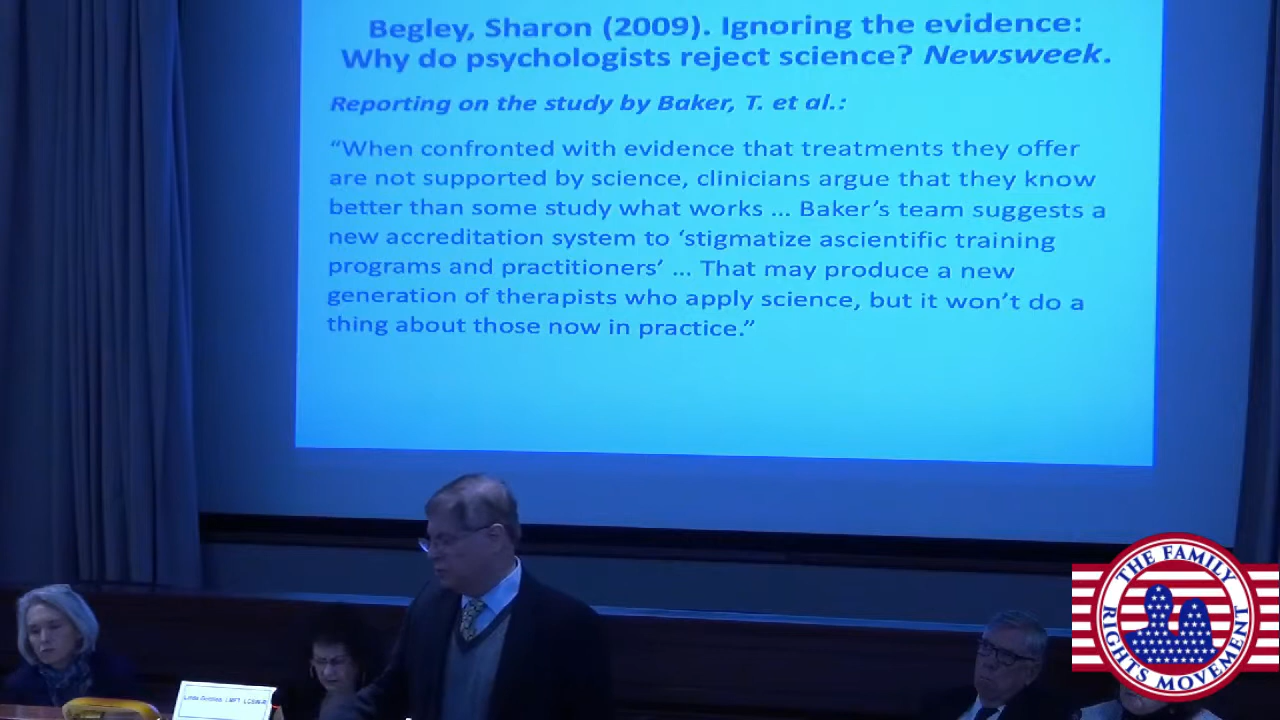 Begley, Sharon (2009). Ignoring the evidence:
Why do psychologists reject science? Newsweek.
Reporting on the study by Baker, T. et al.:
“When confronted with evidence that treatments they offer
are not supported by science, clinicians argue that they know
better than some study what works ... Baker’s team suggests a
new accreditation system to ‘stigmatize ascientific training
programs and practitioners’ ... That may produce a new
generation of therapists who apply science, but it won’t do a
thing about those now in practice.”
Linda Gottlieb, LMFT, LCSW-R
THE FAMILY
RIGHTS MOVEMENT